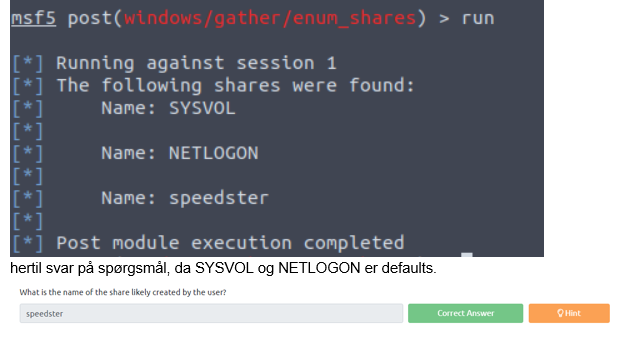 msf5 post(windows/gather/enum_shares) > run
[*] Running against session 1
[*] The following shares were found:
[*] Name: SYSVOL
[*]
[*] Name: NETLOGON
[*]
[*] Name: speedster
[*]
[*] Post module execution completed
hertil svar på spørgsmål, da SYSVOL og NETLOGON er defaults.
What is the name of the share likely created by the user?
speedster Correct Answer Hint